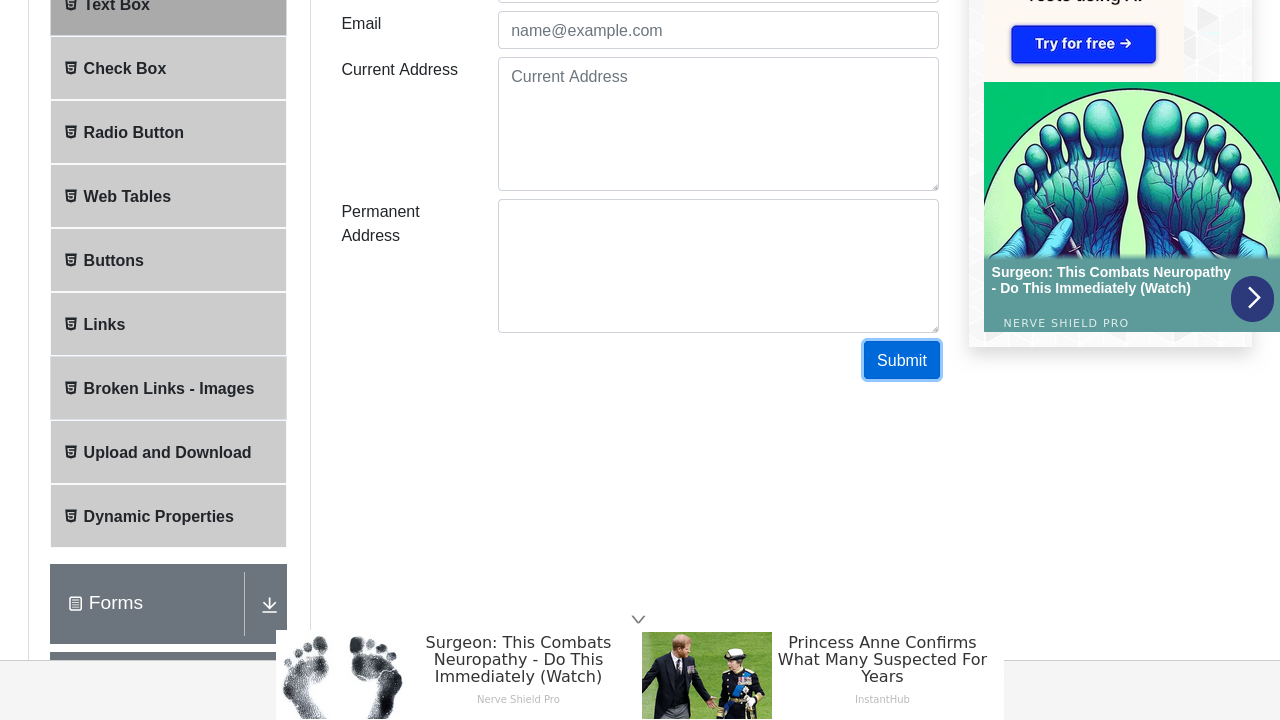 Text Box
Email
name@example.com
Check Box
Current Address
Current Address
Radio Button
Web Tables
Permanent
Address
Buttons
Links
Broken Links - Images
Upload and Download
Dynamic Properties
Forms
Submit
Try for free →
Surgeon: This Combats Neuropathy
- Do This Immediately (Watch)
NERVE SHIELD PRO
Surgeon: This Combats
Neuropathy - Do This
Immediately (Watch)
Nerve Shield Pro
Princess Anne Confirms
What Many Suspected For
Years
InstantHub